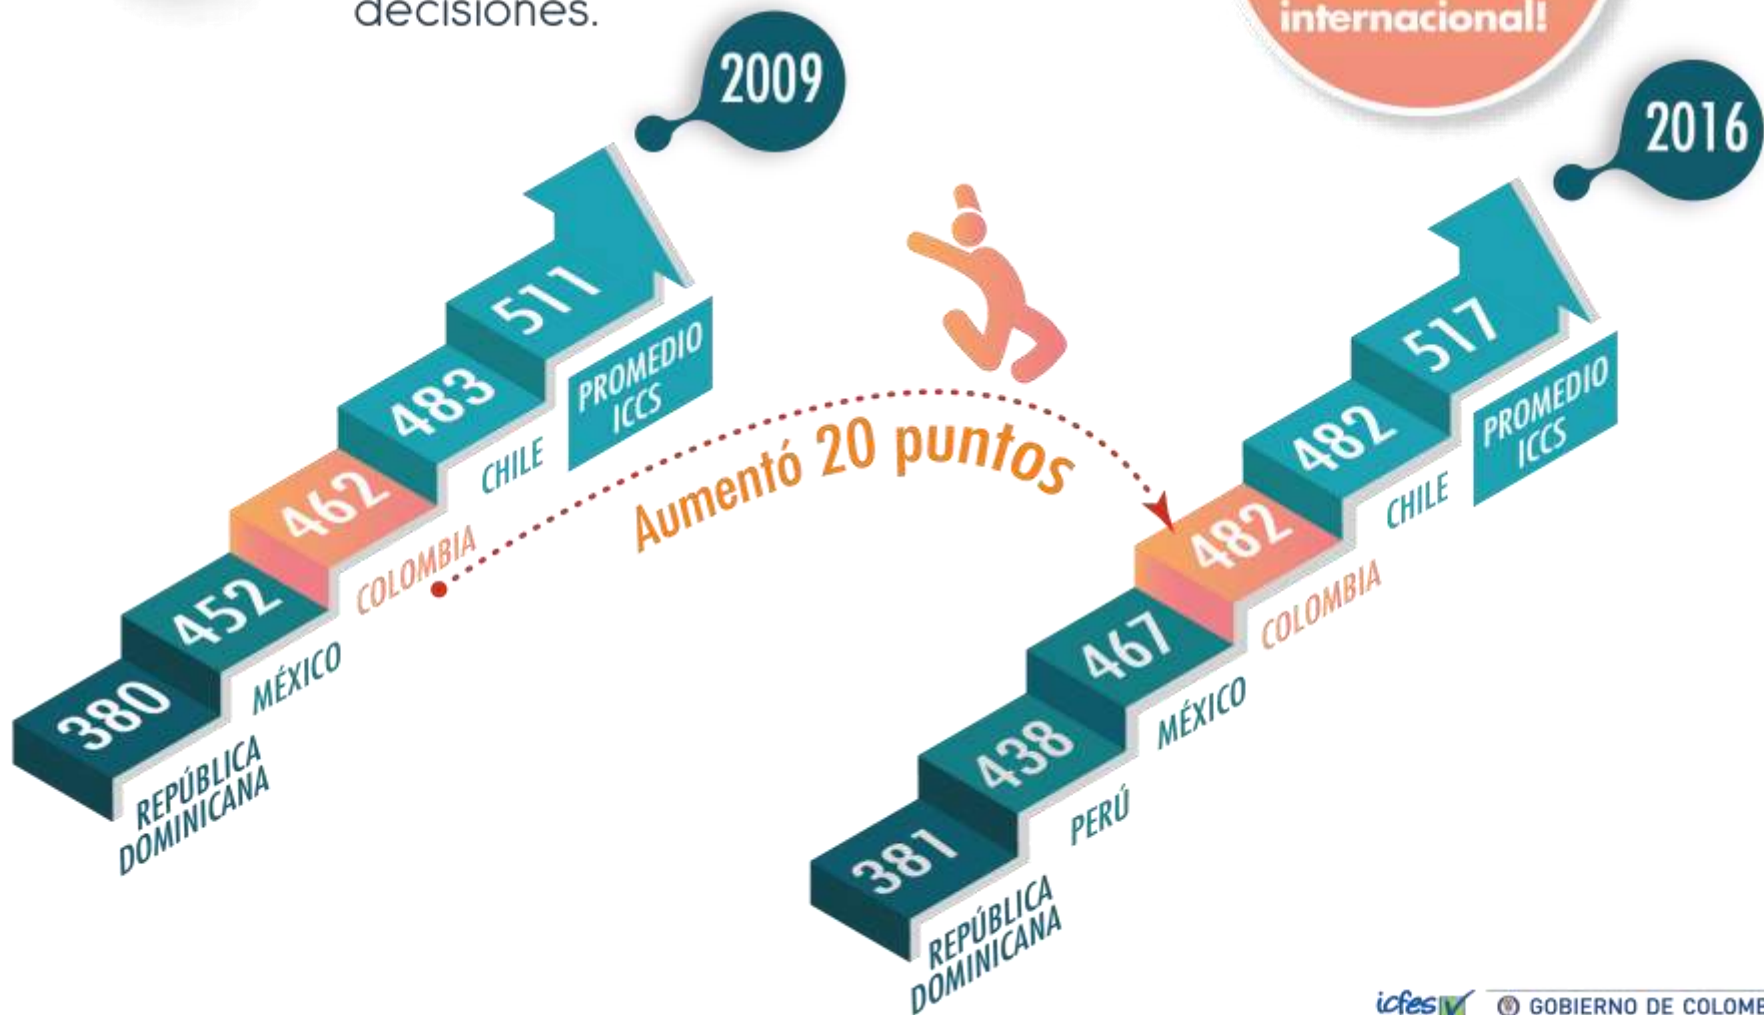 decisiones.
internacional!
2009
511
PROMEDIO
ICCS
483
CHILE
462
COLOMBIA
452
MÉXICO
380
REPÚBLICA
DOMINICANA
Aumentó 20 puntos
2016
517
PROMEDIO
ICCS
482
CHILE
482
COLOMBIA
467
MÉXICO
438
PERÚ
381
REPÚBLICA
DOMINICANA
icfes
GOBIERNO DE COLOMB